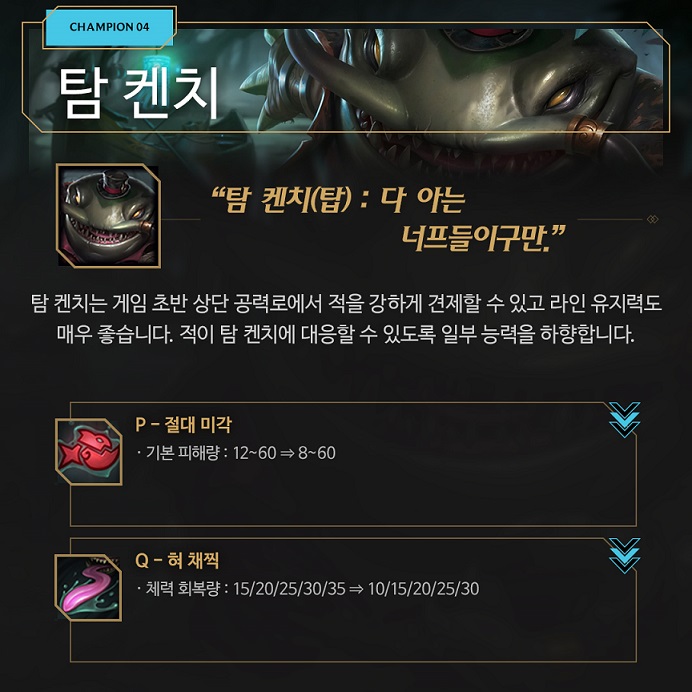 CHAMPION 04
탐 켄치
“탐 켄치(탑) : 다 아는
너프들이구만.”
탐 켄치는 게임 초반 상단 공격로에서 적을 강하게 견제할 수 있고 라인 유지력도
매우 좋습니다. 적이 탐 켄치에 대응할 수 있도록 일부 능력을 하향합니다.
P – 절대 미각
· 기본 피해량 : 12~60 ⇒ 8~60
Q – 혀 채찍
· 체력 회복량 : 15/20/25/30/35 ⇒ 10/15/20/25/30